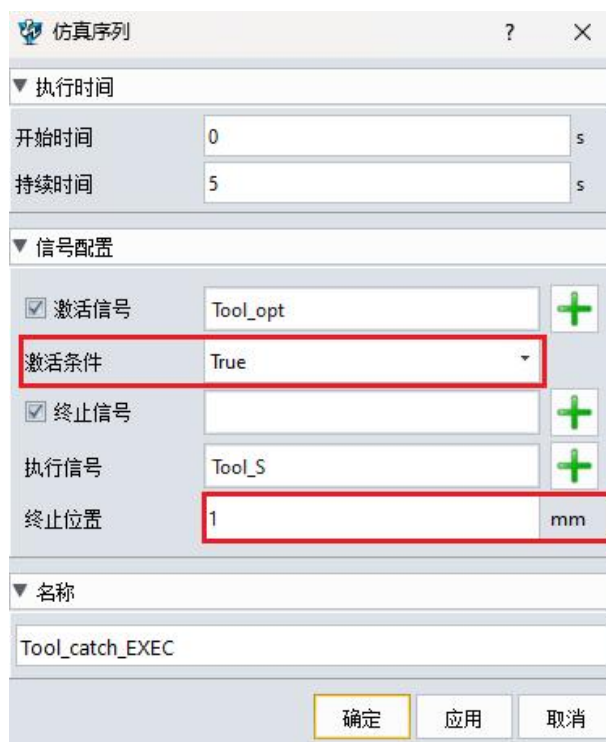 仿真序列 ?
执行时间
开始时间 0 s
持续时间 5 s
信号配置
激活信号 Tool_opt
激活条件 True
终止信号
执行信号 Tool_S
终止位置 1 mm
名称
Tool_catch_EXEC
确定 应用 取消